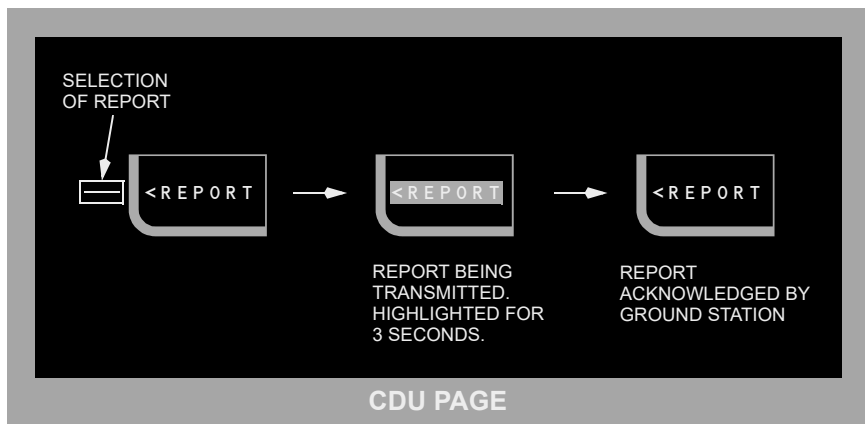 SELECTION
OF REPORT
<REPORT
<REPORT
<REPORT
REPORT BEING
TRANSMITTED.
HIGHLIGHTED FOR
3 SECONDS.
REPORT
ACKNOWLEDGED BY
GROUND STATION
CDU PAGE